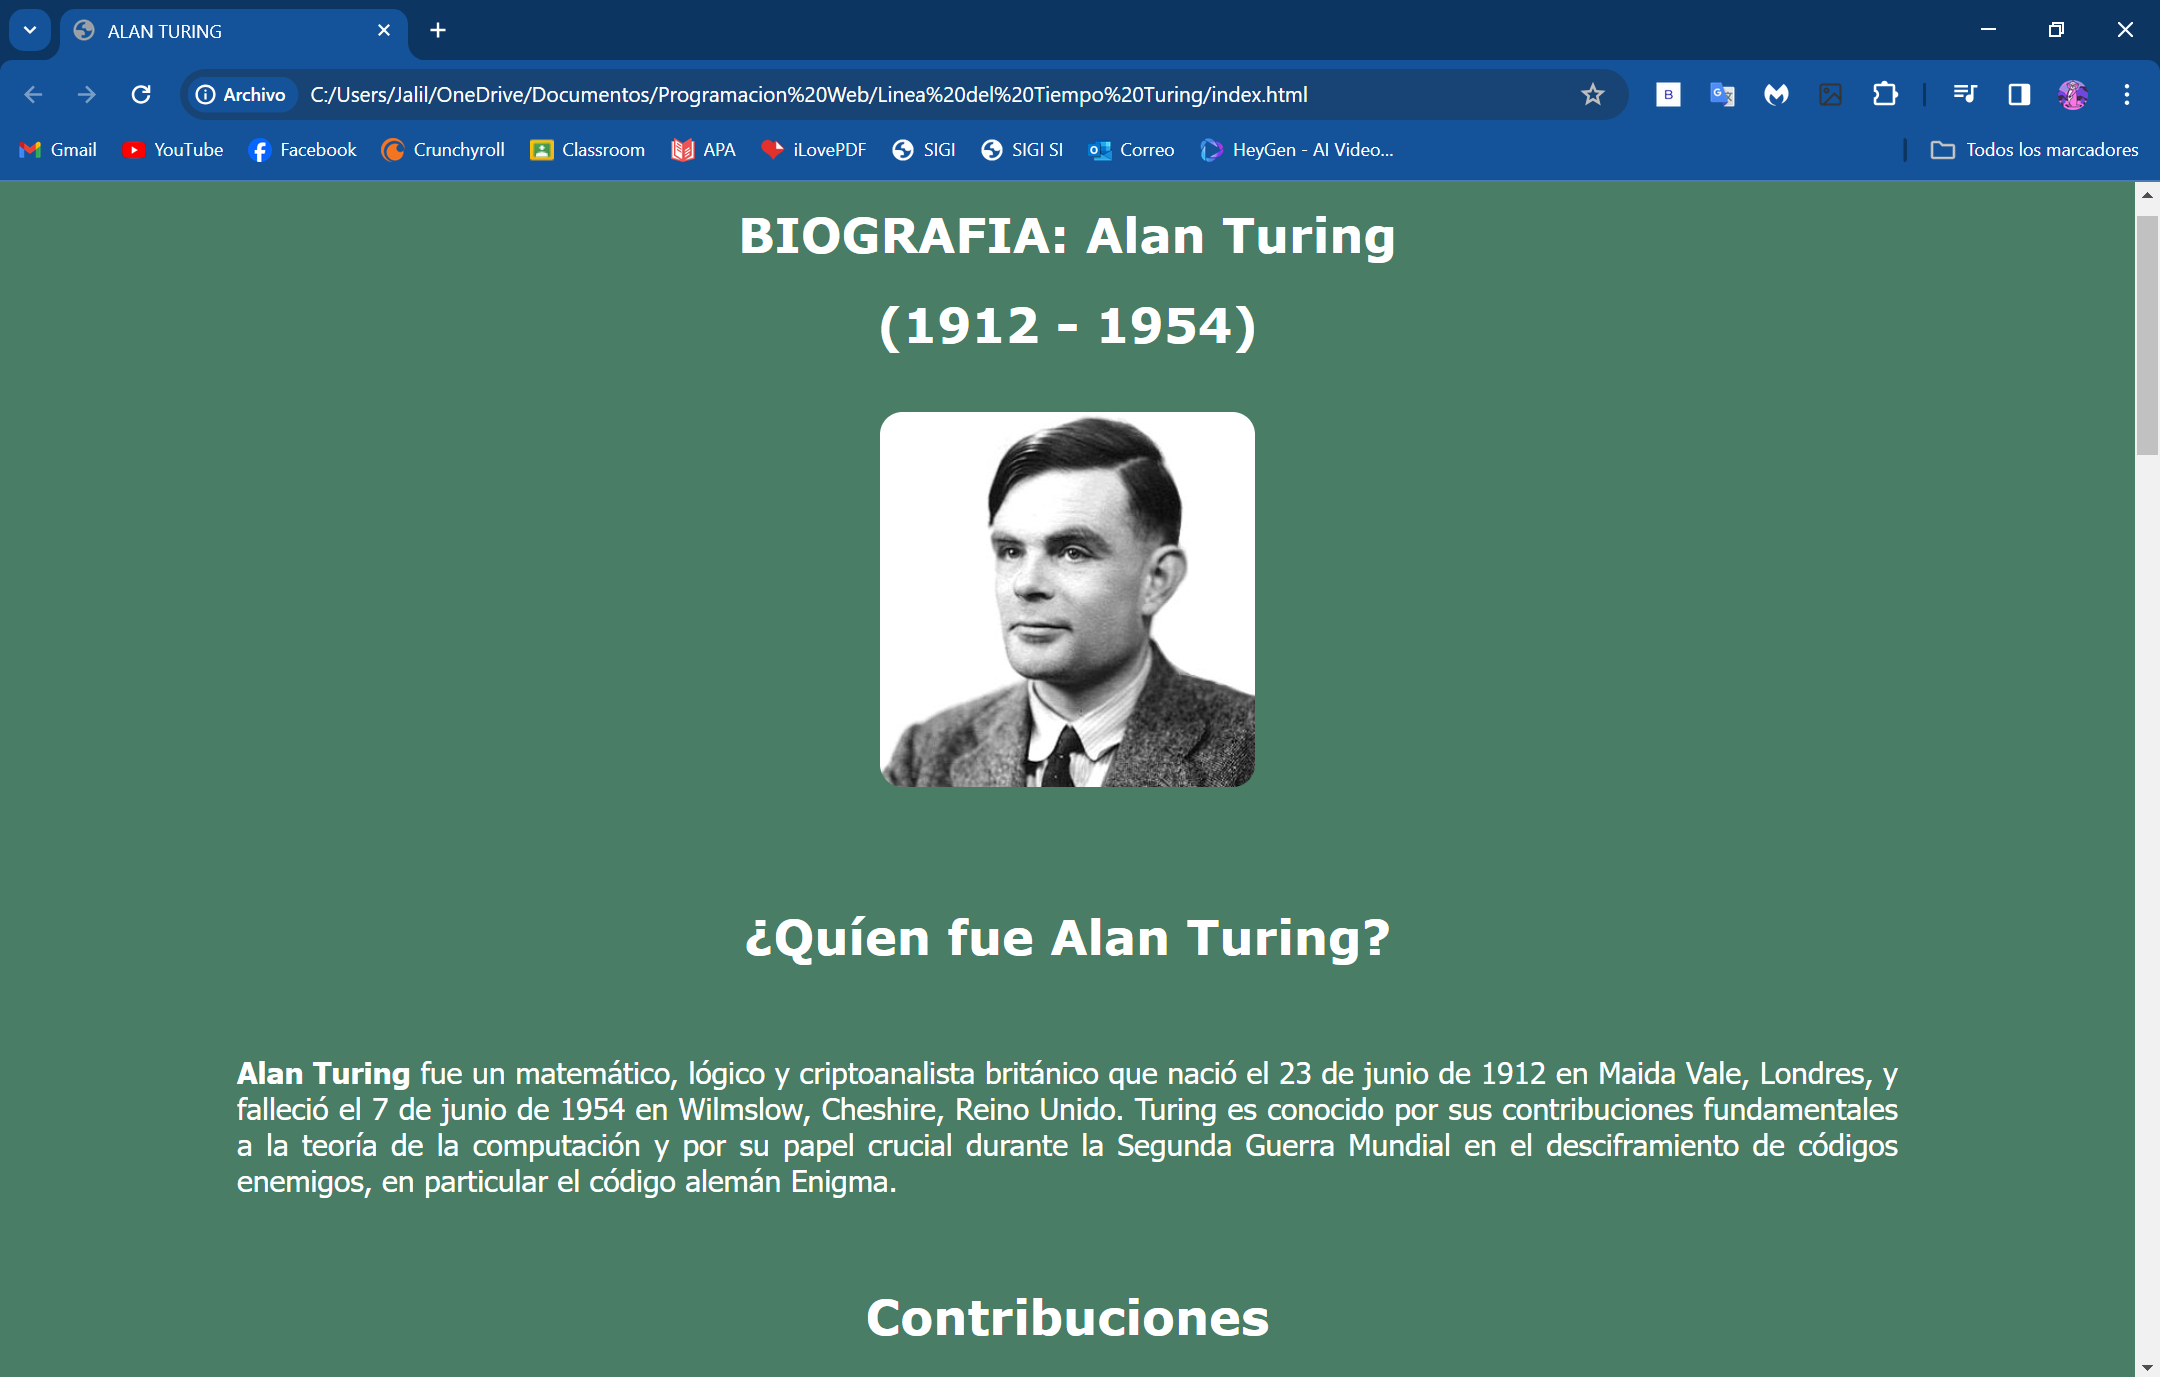 ALAN TURING
Archivo C:/Users/Jalil/OneDrive/Documentos/Programacion%20Web/Linea%20del%20Tiempo%20Turing/index.html
B
G
Gmail YouTube Facebook Crunchyroll Classroom APA iLovePDF SIGI SIGI SI Correo HeyGen - AI Video... Todos los marcadores
BIOGRAFIA: Alan Turing
(1912 - 1954)
¿Quíen fue Alan Turing?
Alan Turing fue un matemático, lógico y criptoanalista británico que nació el 23 de junio de 1912 en Maida Vale, Londres, y
falleció el 7 de junio de 1954 en Wilmslow, Cheshire, Reino Unido. Turing es conocido por sus contribuciones fundamentales
a la teoría de la computación y por su papel crucial durante la Segunda Guerra Mundial en el desciframiento de códigos
enemigos, en particular el código alemán Enigma.
Contribuciones